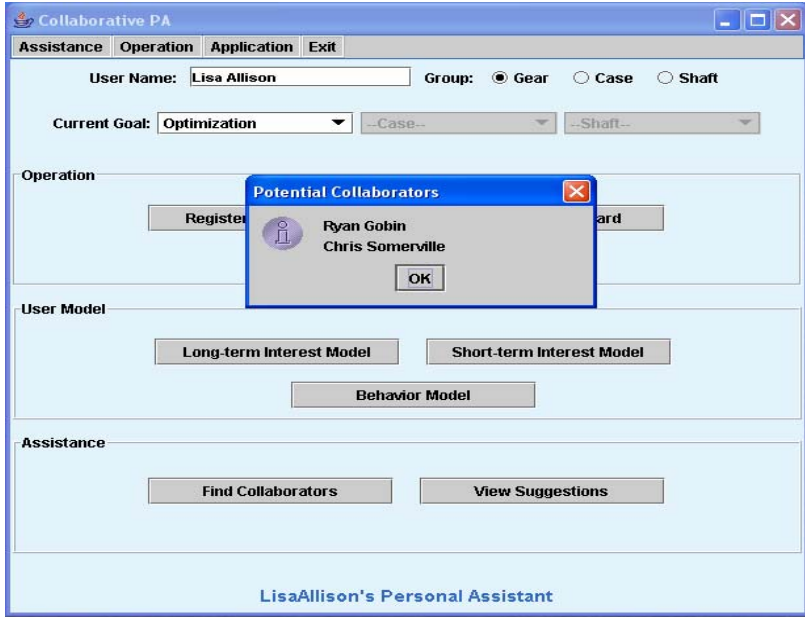 Collaborative PA
Assistance Operation Application Exit
User Name: Lisa Allison Group: Gear Case Shaft
Current Goal: Optimization --Case-- --Shaft--
Operation
Potential Collaborators
Ryan Gobin
Chris Somerville
OK
User Model
Long-term Interest Model Short-term Interest Model
Behavior Model
Assistance
Find Collaborators View Suggestions
LisaAllison's Personal Assistant